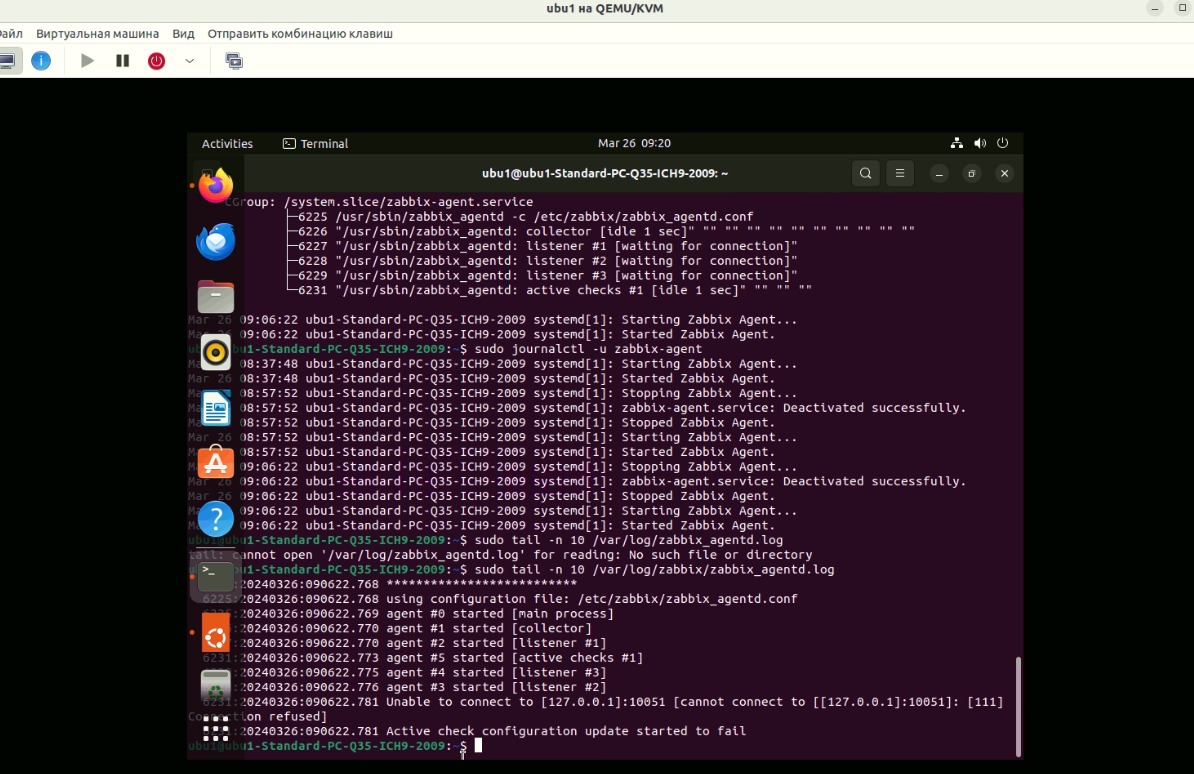 ubu1 на QEMU/KVM
Файл Виртуальная машина Вид Отправить комбинацию клавиш
Activities Terminal Mar 26 09:20
ubu1@ubu1-Standard-PC-Q35-ICH9-2009: ~
CGroup: /system.slice/zabbix-agent.service
├─6225 /usr/sbin/zabbix_agentd -c /etc/zabbix/zabbix_agentd.conf
├─6226 "/usr/sbin/zabbix_agentd: collector [idle 1 sec]" "" "" "" "" "" "" "" "" "" ""
├─6227 "/usr/sbin/zabbix_agentd: listener #1 [waiting for connection]"
├─6228 "/usr/sbin/zabbix_agentd: listener #2 [waiting for connection]"
├─6229 "/usr/sbin/zabbix_agentd: listener #3 [waiting for connection]"
└─6231 "/usr/sbin/zabbix_agentd: active checks #1 [idle 1 sec]" "" "" ""
Mar 26 09:06:22 ubu1-Standard-PC-Q35-ICH9-2009 systemd[1]: Starting Zabbix Agent...
Mar 26 09:06:22 ubu1-Standard-PC-Q35-ICH9-2009 systemd[1]: Started Zabbix Agent.
ubu1@ubu1-Standard-PC-Q35-ICH9-2009:~$ sudo journalctl -u zabbix-agent
Mar 26 08:37:48 ubu1-Standard-PC-Q35-ICH9-2009 systemd[1]: Starting Zabbix Agent...
Mar 26 08:37:48 ubu1-Standard-PC-Q35-ICH9-2009 systemd[1]: Started Zabbix Agent.
Mar 26 08:57:52 ubu1-Standard-PC-Q35-ICH9-2009 systemd[1]: Stopping Zabbix Agent...
Mar 26 08:57:52 ubu1-Standard-PC-Q35-ICH9-2009 systemd[1]: zabbix-agent.service: Deactivated successfully.
Mar 26 08:57:52 ubu1-Standard-PC-Q35-ICH9-2009 systemd[1]: Stopped Zabbix Agent.
Mar 26 08:57:52 ubu1-Standard-PC-Q35-ICH9-2009 systemd[1]: Starting Zabbix Agent...
Mar 26 08:57:52 ubu1-Standard-PC-Q35-ICH9-2009 systemd[1]: Started Zabbix Agent.
Mar 26 09:06:22 ubu1-Standard-PC-Q35-ICH9-2009 systemd[1]: Stopping Zabbix Agent...
Mar 26 09:06:22 ubu1-Standard-PC-Q35-ICH9-2009 systemd[1]: zabbix-agent.service: Deactivated successfully.
Mar 26 09:06:22 ubu1-Standard-PC-Q35-ICH9-2009 systemd[1]: Stopped Zabbix Agent.
Mar 26 09:06:22 ubu1-Standard-PC-Q35-ICH9-2009 systemd[1]: Starting Zabbix Agent...
Mar 26 09:06:22 ubu1-Standard-PC-Q35-ICH9-2009 systemd[1]: Started Zabbix Agent.
ubu1@ubu1-Standard-PC-Q35-ICH9-2009:~$ sudo tail -n 10 /var/log/zabbix_agentd.log
tail: cannot open '/var/log/zabbix_agentd.log' for reading: No such file or directory
ubu1@ubu1-Standard-PC-Q35-ICH9-2009:~$ sudo tail -n 10 /var/log/zabbix/zabbix_agentd.log
:20240326:090622.768 **************************
6225:20240326:090622.768 using configuration file: /etc/zabbix/zabbix_agentd.conf
:20240326:090622.769 agent #0 started [main process]
:20240326:090622.770 agent #1 started [collector]
:20240326:090622.770 agent #2 started [listener #1]
6231:20240326:090622.773 agent #5 started [active checks #1]
:20240326:090622.775 agent #4 started [listener #3]
:20240326:090622.776 agent #3 started [listener #2]
6231:20240326:090622.781 Unable to connect to [127.0.0.1]:10051 [cannot connect to [[127.0.0.1]:10051]: [111]
Connection refused]
:20240326:090622.781 Active check configuration update started to fail
ubu1@ubu1-Standard-PC-Q35-ICH9-2009:~$